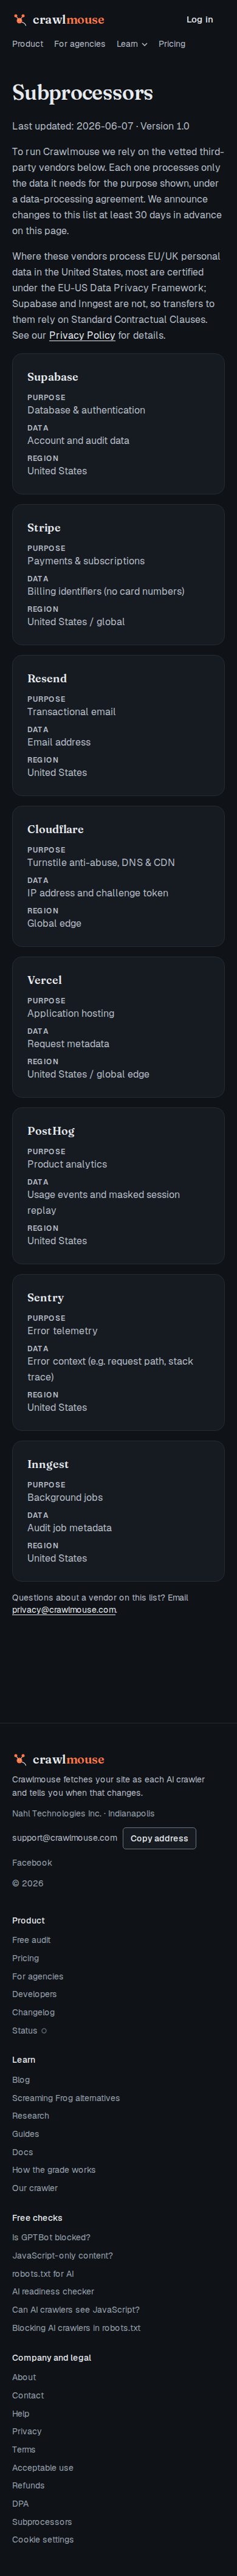 crawlmouse
Log in
Product
For agencies
Learn
Pricing
Subprocessors
Last updated: 2026-06-07 · Version 1.0
To run Crawlmouse we rely on the vetted third-
party vendors below. Each one processes only
the data it needs for the purpose shown, under
a data-processing agreement. We announce
changes to this list at least 30 days in advance
on this page.
Where these vendors process EU/UK personal
data in the United States, most are certified
under the EU-US Data Privacy Framework;
Supabase and Inngest are not, so transfers to
them rely on Standard Contractual Clauses.
See our Privacy Policy for details.
Supabase
PURPOSE
Database & authentication
DATA
Account and audit data
REGION
United States
Stripe
PURPOSE
Payments & subscriptions
DATA
Billing identifiers (no card numbers)
REGION
United States / global
Resend
PURPOSE
Transactional email
DATA
Email address
REGION
United States
Cloudflare
PURPOSE
Turnstile anti-abuse, DNS & CDN
DATA
IP address and challenge token
REGION
Global edge
Vercel
PURPOSE
Application hosting
DATA
Request metadata
REGION
United States / global edge
PostHog
PURPOSE
Product analytics
DATA
Usage events and masked session
replay
REGION
United States
Sentry
PURPOSE
Error telemetry
DATA
Error context (e.g. request path, stack
trace)
REGION
United States
Inngest
PURPOSE
Background jobs
DATA
Audit job metadata
REGION
United States
Questions about a vendor on this list? Email
privacy@crawlmouse.com.
crawlmouse
Crawlmouse fetches your site as each AI crawler
and tells you when that changes.
Nahl Technologies Inc. · Indianapolis
support@crawlmouse.com
Copy address
Facebook
© 2026
Product
Free audit
Pricing
For agencies
Developers
Changelog
Status
Learn
Blog
Screaming Frog alternatives
Research
Guides
Docs
How the grade works
Our crawler
Free checks
Is GPTBot blocked?
JavaScript-only content?
robots.txt for AI
AI readiness checker
Can AI crawlers see JavaScript?
Blocking AI crawlers in robots.txt
Company and legal
About
Contact
Help
Privacy
Terms
Acceptable use
Refunds
DPA
Subprocessors
Cookie settings